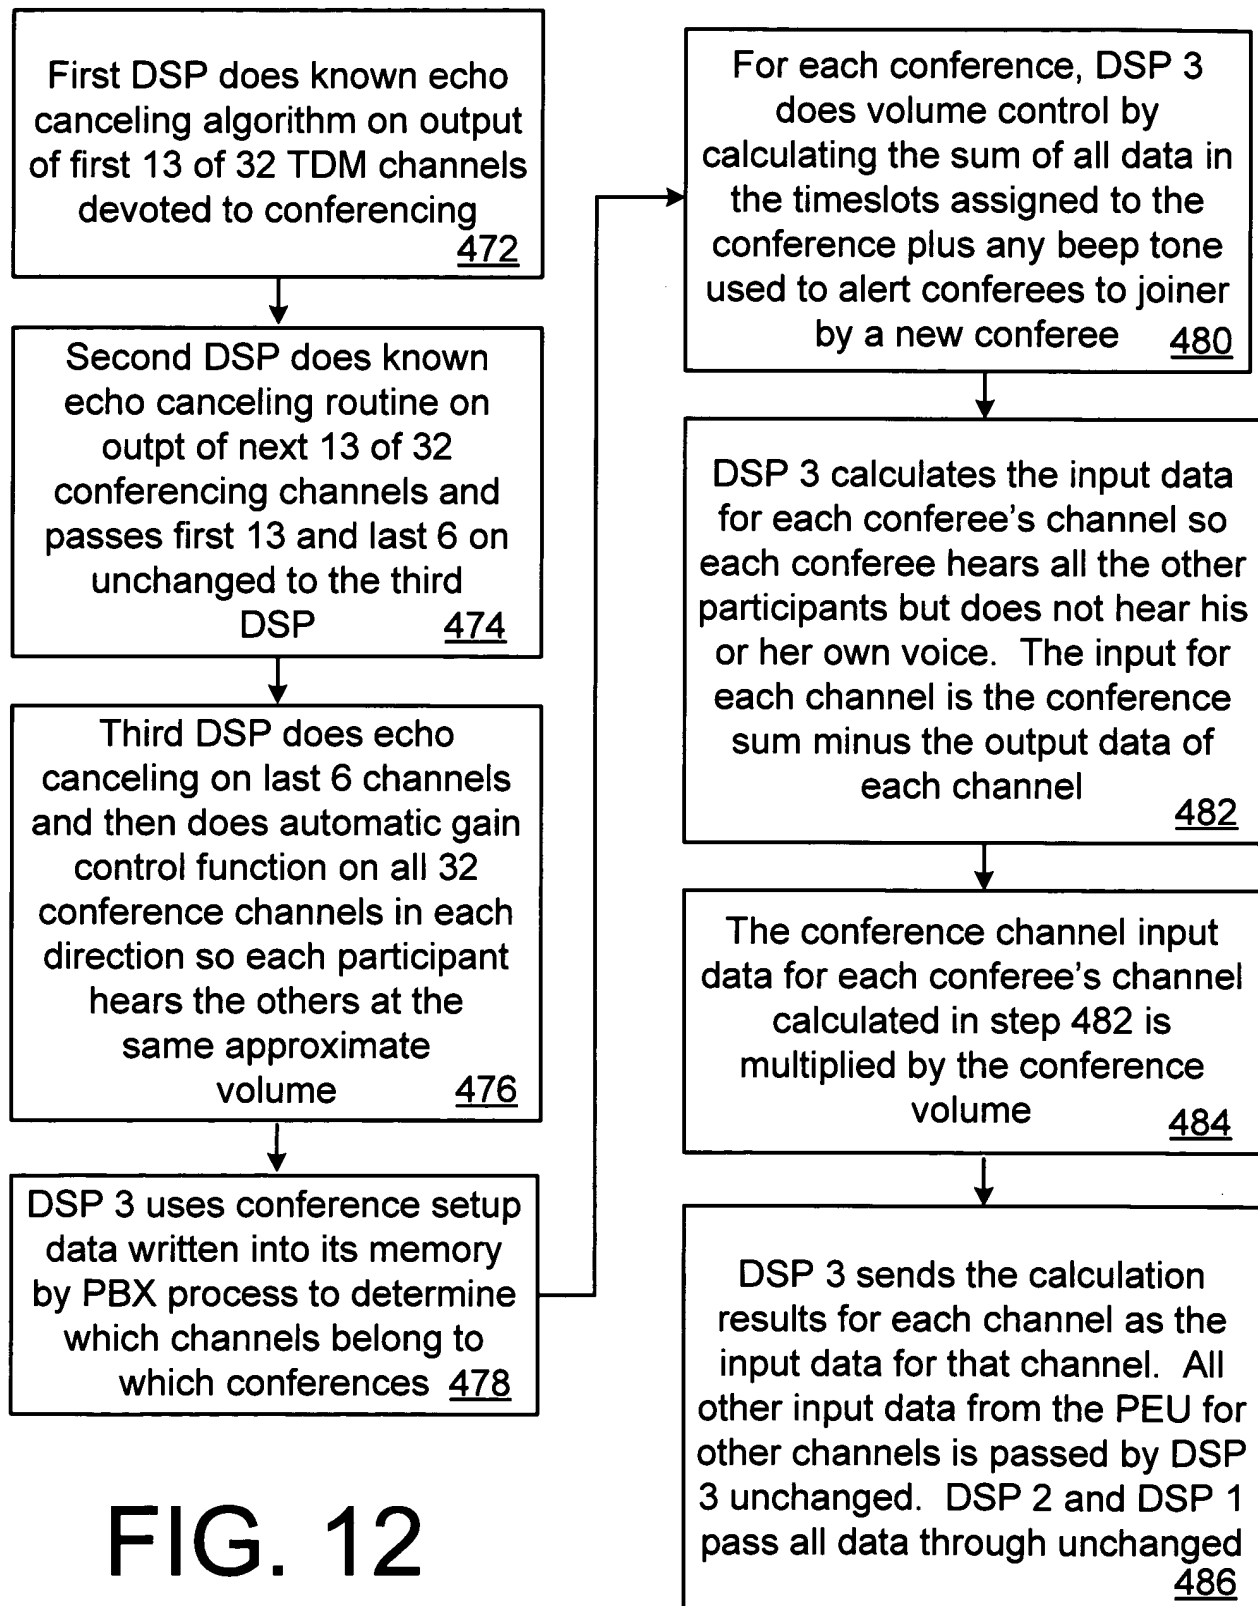 First DSP does known echo
canceling algorithm on output
of first 13 of 32 TDM channels
devoted to conferencing
472
Second DSP does known
echo canceling routine on
outpt of next 13 of 32
conferencing channels and
passes first 13 and last 6 on
unchanged to the third
DSP 474
Third DSP does echo
canceling on last 6 channels
and then does automatic gain
control function on all 32
conference channels in each
direction so each participant
hears the others at the
same approximate
volume 476
DSP 3 uses conference setup
data written into its memory
by PBX process to determine
which channels belong to
which conferences 478
For each conference, DSP 3
does volume control by
calculating the sum of all data in
the timeslots assigned to the
conference plus any beep tone
used to alert conferees to joiner
by a new conferee 480
DSP 3 calculates the input data
for each conferee's channel so
each conferee hears all the other
participants but does not hear his
or her own voice. The input for
each channel is the conference
sum minus the output data of
each channel
482
The conference channel input
data for each conferee's channel
calculated in step 482 is
multiplied by the conference
volume 484
DSP 3 sends the calculation
results for each channel as the
input data for that channel. All
other input data from the PEU for
other channels is passed by DSP
3 unchanged. DSP 2 and DSP 1
pass all data through unchanged
486
FIG. 12